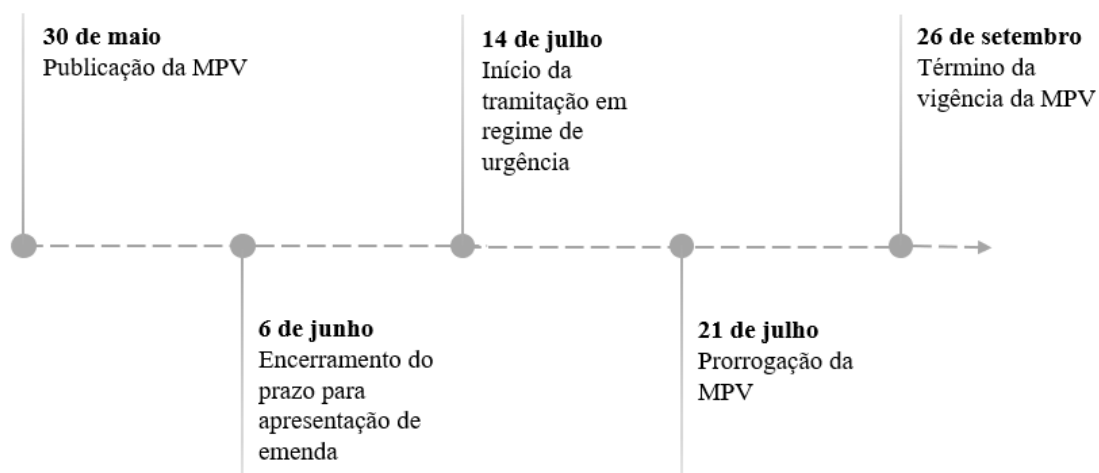 30 de maio
Publicação da MPV
14 de julho
Início da
tramitação em
regime de
urgência
26 de setembro
Término da
vigência da MPV
6 de junho
Encerramento do
prazo para
apresentação de
emenda
21 de julho
Prorrogação da
MPV